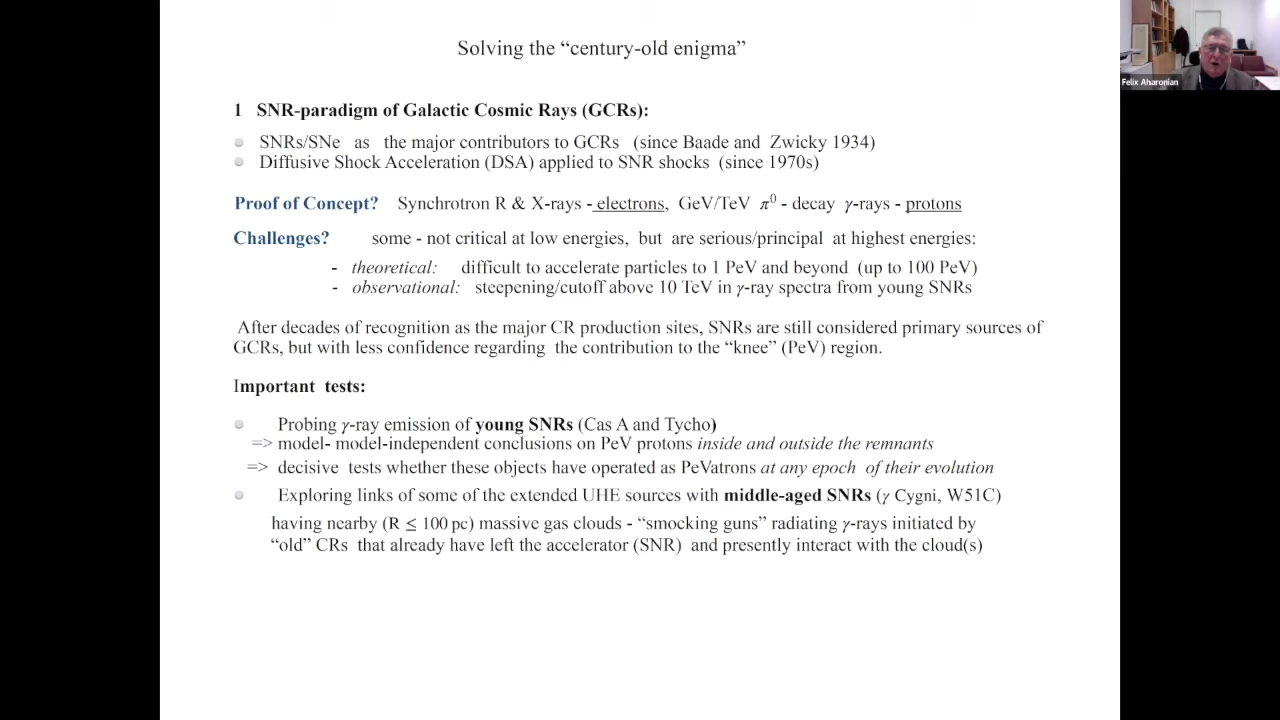 Solving the “century-old enigma”
Felix Aharonian
1 SNR-paradigm of Galactic Cosmic Rays (GCRs):
SNRs/SNe as the major contributors to GCRs (since Baade and Zwicky 1934)
Diffusive Shock Acceleration (DSA) applied to SNR shocks (since 1970s)
Proof of Concept? Synchrotron R & X-rays - electrons, GeV/TeV π⁰ - decay γ-rays - protons
Challenges? some - not critical at low energies, but are serious/principal at highest energies:
- theoretical: difficult to accelerate particles to 1 PeV and beyond (up to 100 PeV)
- observational: steepening/cutoff above 10 TeV in γ-ray spectra from young SNRs
After decades of recognition as the major CR production sites, SNRs are still considered primary sources of
GCRs, but with less confidence regarding the contribution to the “knee” (PeV) region.
Important tests:
Probing γ-ray emission of young SNRs (Cas A and Tycho)
=> model- model-independent conclusions on PeV protons inside and outside the remnants
=> decisive tests whether these objects have operated as PeVatrons at any epoch of their evolution
Exploring links of some of the extended UHE sources with middle-aged SNRs (γ Cygni, W51C)
having nearby (R ≤ 100 pc) massive gas clouds - “smocking guns” radiating γ-rays initiated by
“old” CRs that already have left the accelerator (SNR) and presently interact with the cloud(s)